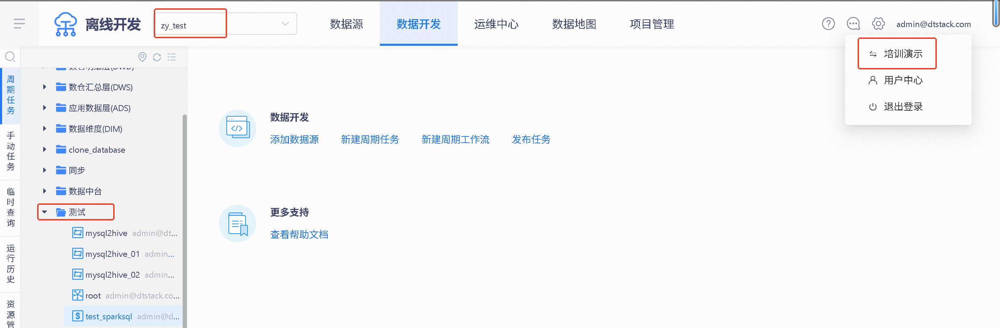 离线开发
zy_test
数据源
数据开发
运维中心
数据地图
项目管理
admin@dtstack.com
培训演示
用户中心
退出登录
周期任务
手动任务
临时查询
运行历史
资源管
数仓明细层(DWD)
数仓汇总层(DWS)
应用数据层(ADS)
数据维度(DIM)
clone_database
同步
数据中台
测试
mysql2hive admin@dt...
mysql2hive_01 admin...
mysql2hive_02 admin...
root admin@dtstack.co...
test_sparksql admin@d...
数据开发
添加数据源 新建周期任务 新建周期工作流 发布任务
更多支持
查看帮助文档